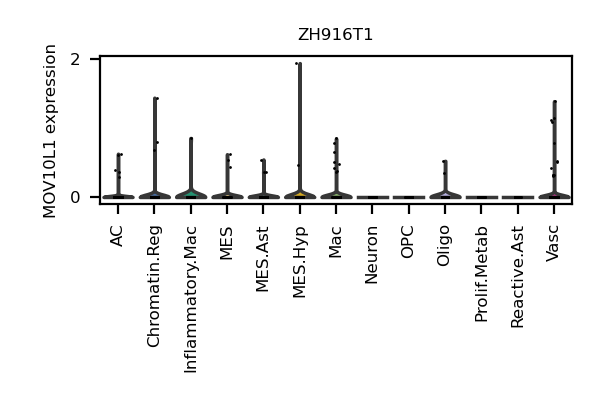 ZH916T1
MOV10L1 expression
2
0
AC
Chromatin.Reg
Inflammatory.Mac
MES
MES.Ast
MES.Hyp
Mac
Neuron
OPC
Oligo
Prolif.Metab
Reactive.Ast
Vasc